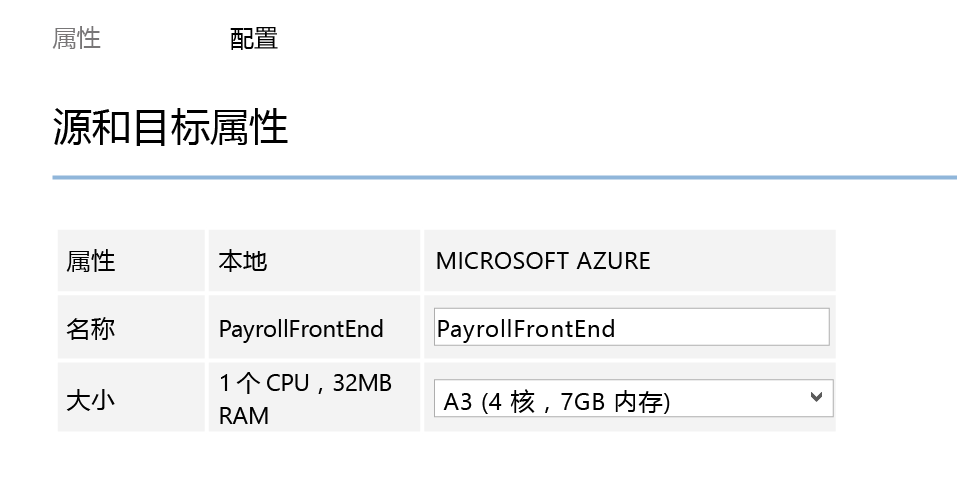 属性 配置
源和目标属性
属性 本地 MICROSOFT AZURE
名称 PayrollFrontEnd PayrollFrontEnd
大小 1 个 CPU，32MB RAM A3 (4 核，7GB 内存)